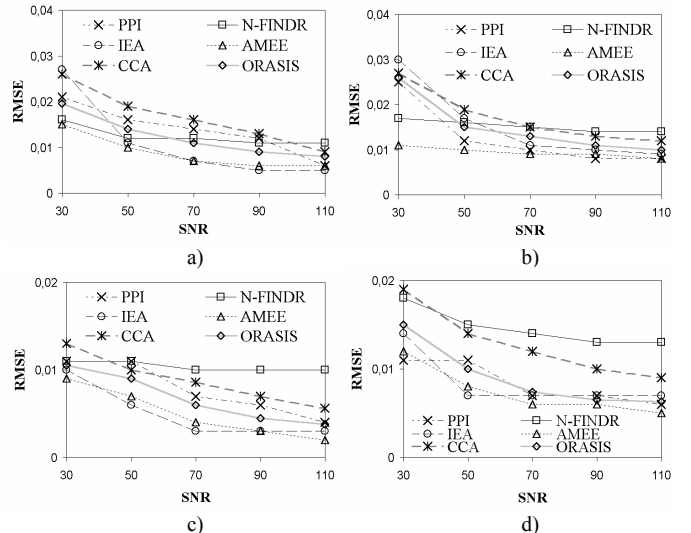 0,04
0,03
0,02
0,01
0
RMSE
PPI
N-FINDR
IEA
AMEE
CCA
ORASIS
30
50
70
90
110
SNR
a)
0,04
0,03
0,02
0,01
0
RMSE
PPI
N-FINDR
IEA
AMEE
CCA
ORASIS
30
50
70
90
110
SNR
b)
0,02
0,01
0
RMSE
PPI
N-FINDR
IEA
AMEE
CCA
ORASIS
30
50
70
90
110
SNR
c)
0,02
0,01
0
RMSE
PPI
N-FINDR
IEA
AMEE
CCA
ORASIS
30
50
70
90
110
SNR
d)